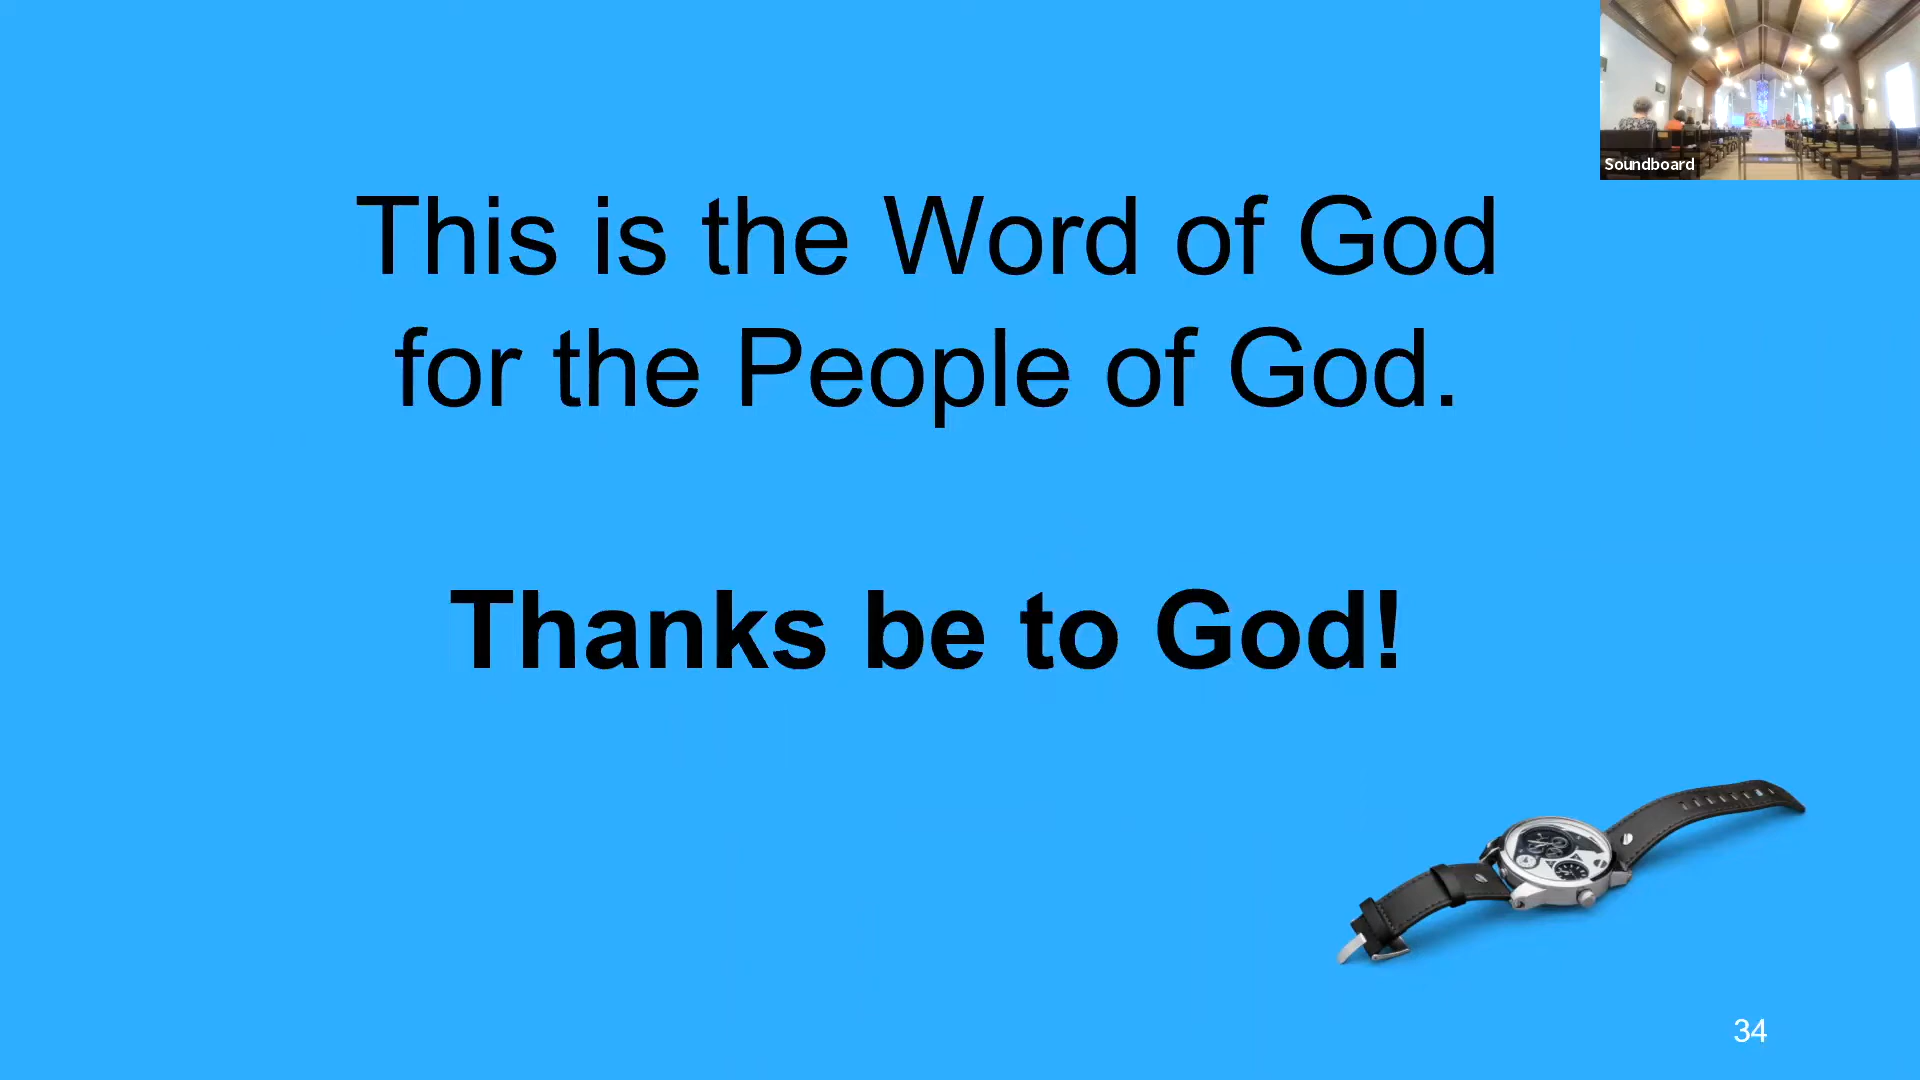 Soundboard
This is the Word of God
for the People of God.
Thanks be to God!
34